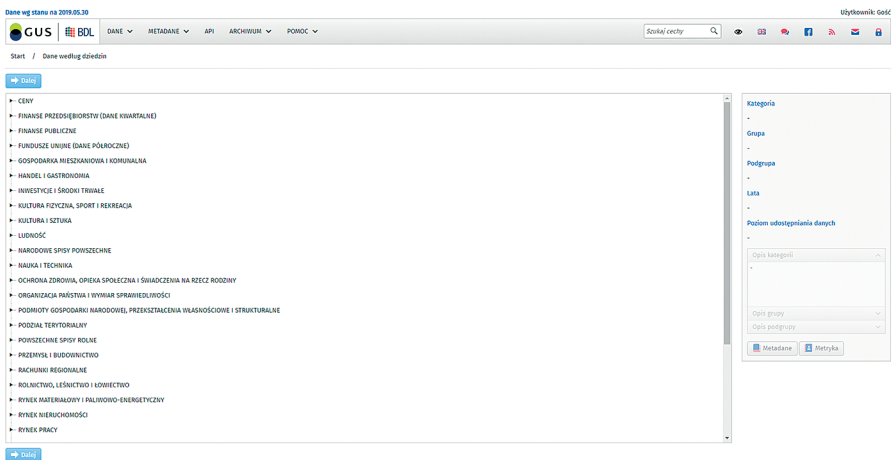 Dane wg stanu na 2019.05.30
Użytkownik: Gość
GUS BDL DANE METADANE API ARCHIWUM POMOC Szukaj cechy
Start / Dane według dziedzin
Dalej
CENY
FINANSE PRZEDSIĘBIORSTW (DANE KWARTALNE)
FINANSE PUBLICZNE
FUNDUSZE UNIJNE (DANE PÓŁROCZNE)
GOSPODARKA MIESZKANIOWA I KOMUNALNA
HANDEL I GASTRONOMIA
INWESTYCJE I ŚRODKI TRWAŁE
KULTURA FIZYCZNA, SPORT I REKREACJA
KULTURA I SZTUKA
LUDNOŚĆ
NARODOWE SPISY POWSZECHNE
NAUKA I TECHNIKA
OCHRONA ZDROWIA, OPIEKA SPOŁECZNA I ŚWIADCZENIA NA RZECZ RODZINY
ORGANIZACJA PAŃSTWA I WYMIAR SPRAWIEDLIWOŚCI
PODMIOTY GOSPODARKI NARODOWEJ, PRZEKSZTAŁCENIA WŁASNOŚCIOWE I STRUKTURALNE
PODZIAŁ TERYTORIALNY
POWSZECHNE SPISY ROLNE
PRZEMYSŁ I BUDOWNICTWO
RACHUNKI REGIONALNE
ROLNICTWO, LEŚNICTWO I ŁOWIECTWO
RYNEK MATERIAŁOWY I PALIWOWO-ENERGETYCZNY
RYNEK NIERUCHOMOŚCI
RYNEK PRACY
Dalej
Kategoria
-
Grupa
-
Podgrupa
-
Lata
-
Poziom udostępniania danych
-
Opis kategorii
-
Opis grupy
Opis podgrupy
Metadane Metryka